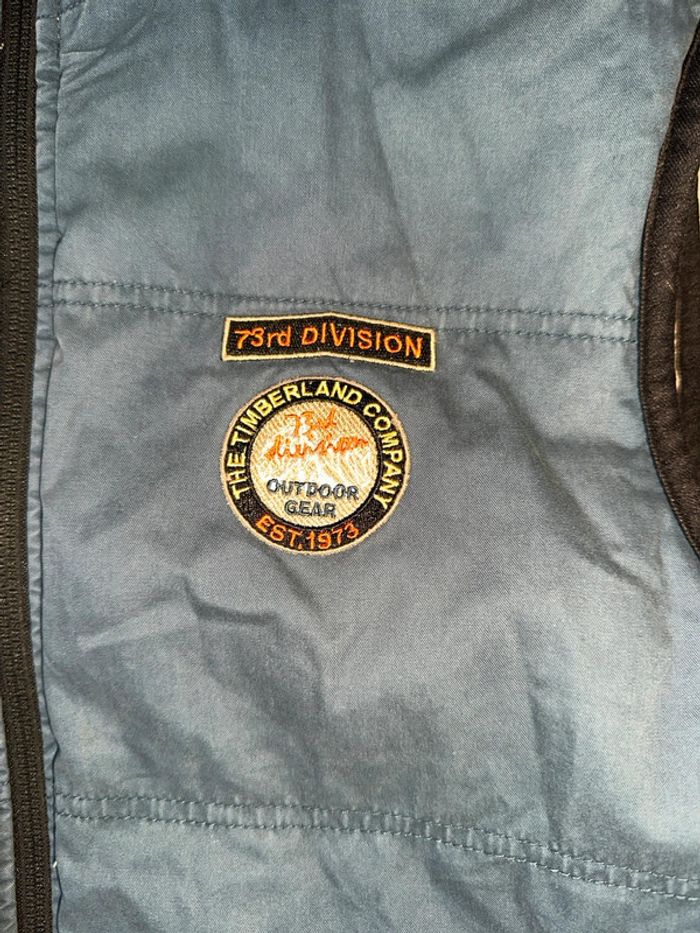 73rd DIVISION
THE TIMBERLAND COMPANY
73rd
division
OUTDOOR
GEAR
EST.1973